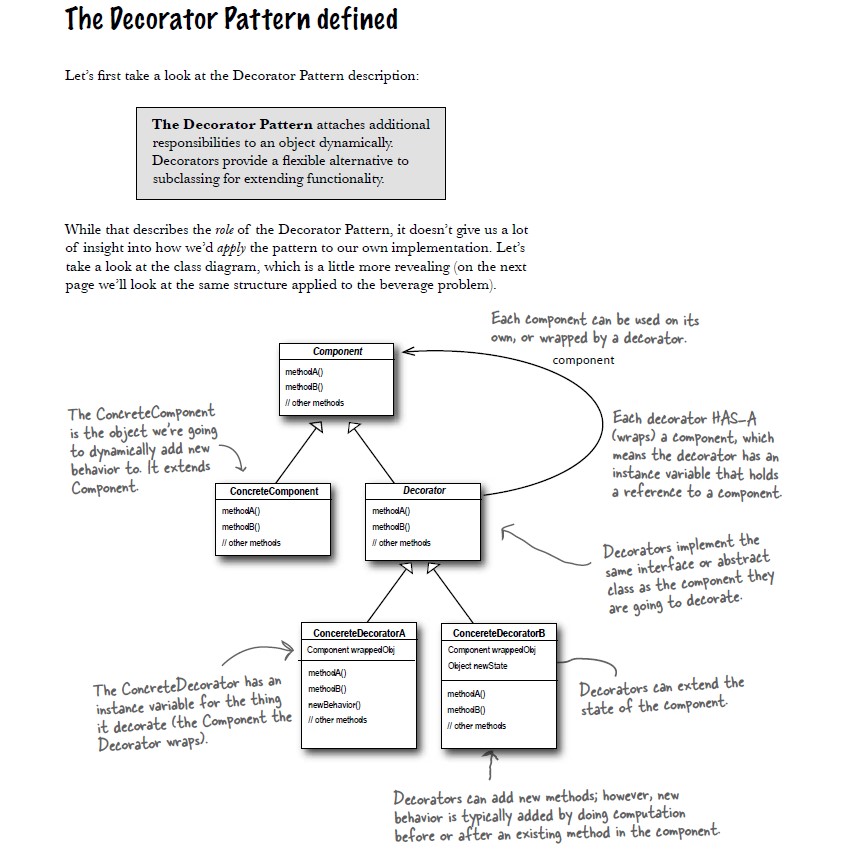 The Decorator Pattern defined
Let's first take a look at the Decorator Pattern description:
The Decorator Pattern attaches additional
responsibilities to an object dynamically.
Decorators provide a flexible alternative to
subclassing for extending functionality.
While that describes the role of the Decorator Pattern, it doesn't give us a lot
of insight into how we'd apply the pattern to our own implementation. Let's
take a look at the class diagram, which is a little more revealing (on the next
page we'll look at the same structure applied to the beverage problem).
Each component can be used on its
own, or wrapped by a decorator.
component
Component
methodA()
methodB()
// other methods
The ConcreteComponent
is the object we're going
to dynamically add new
behavior to. It extends
Component.
Each decorator HAS-A
(wraps) a component, which
means the decorator has an
instance variable that holds
a reference to a component.
ConcreteComponent
methodA()
methodB()
// other methods
Decorator
methodA()
methodB()
// other methods
Decorators implement the
same interface or abstract
class as the component they
are going to decorate.
ConcereteDecoratorA
Component wrappedObj
methodA()
methodB()
newBehavior()
// other methods
ConcereteDecoratorB
Component wrappedObj
Object newState
methodA()
methodB()
// other methods
The ConcreteDecorator has an
instance variable for the thing
it decorate (the Component the
Decorator wraps).
Decorators can extend the
state of the component.
Decorators can add new methods; however, new
behavior is typically added by doing computation
before or after an existing method in the component.